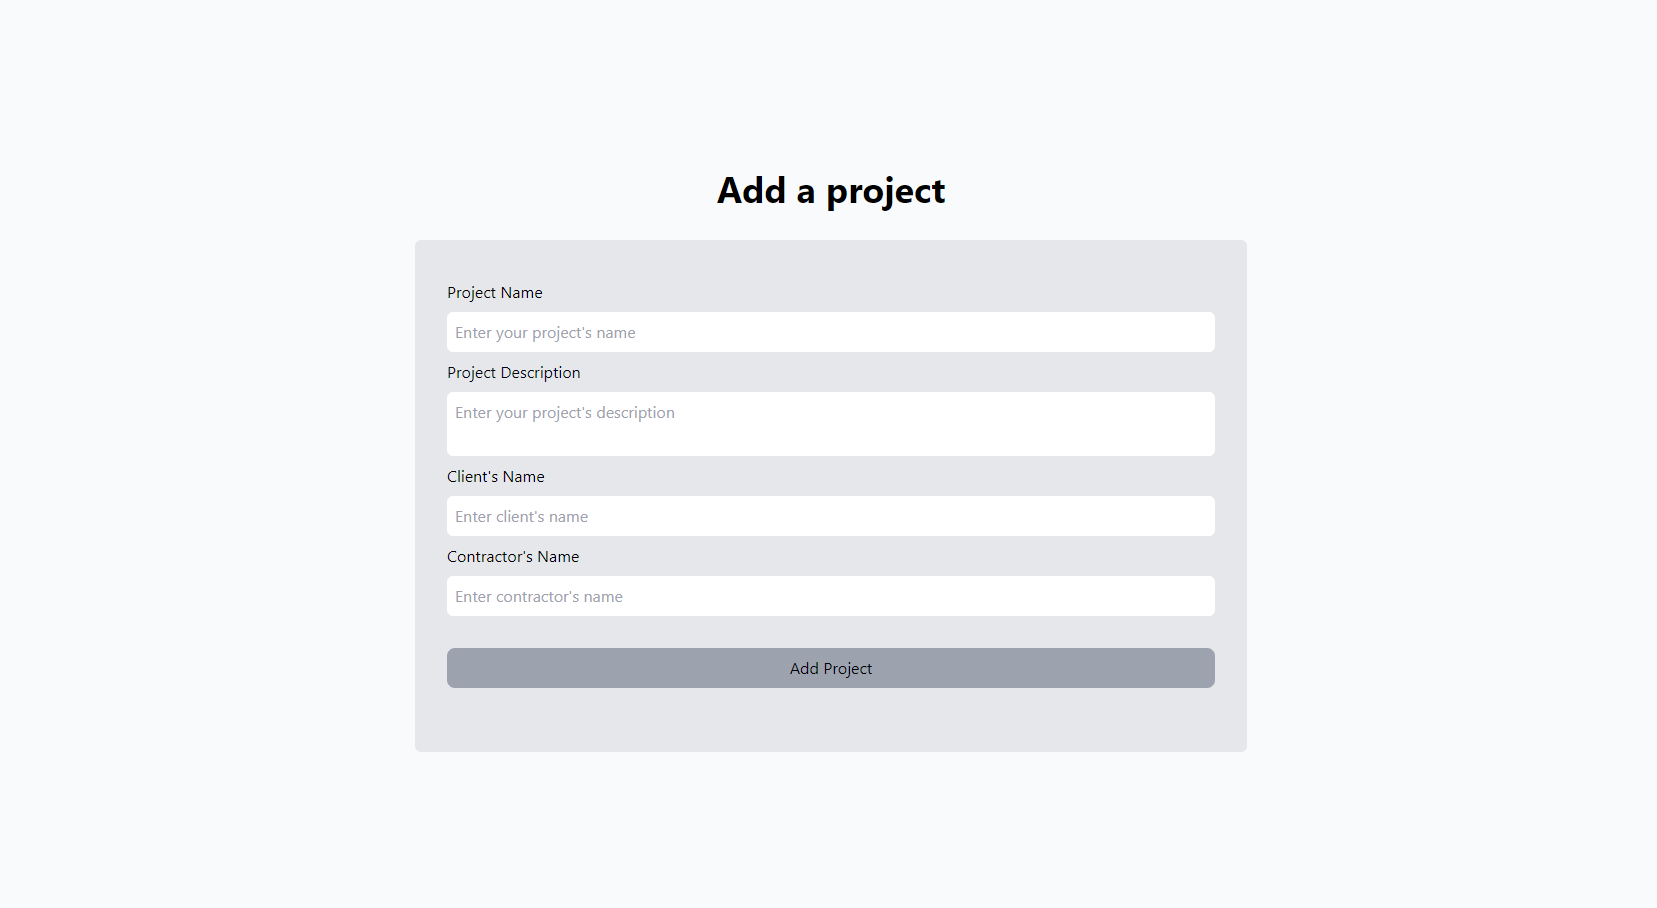 Add a project
Project Name
Enter your project's name
Project Description
Enter your project's description
Client's Name
Enter client's name
Contractor's Name
Enter contractor's name
Add Project